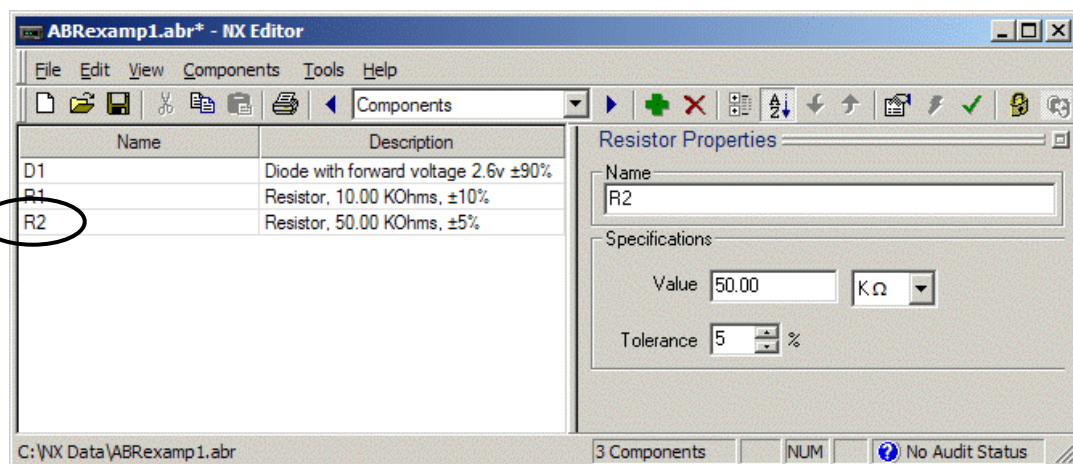 ABRexamp1.abr* - NX Editor
File Edit View Components Tools Help
Components
Name Description
D1 Diode with forward voltage 2.6v ±90%
R1 Resistor, 10.00 KOhms, ±10%
R2 Resistor, 50.00 KOhms, ±5%
Resistor Properties
Name
R2
Specifications
Value 50.00 KΩ
Tolerance 5 %
C:\NX Data\ABRexamp1.abr 3 Components NUM No Audit Status